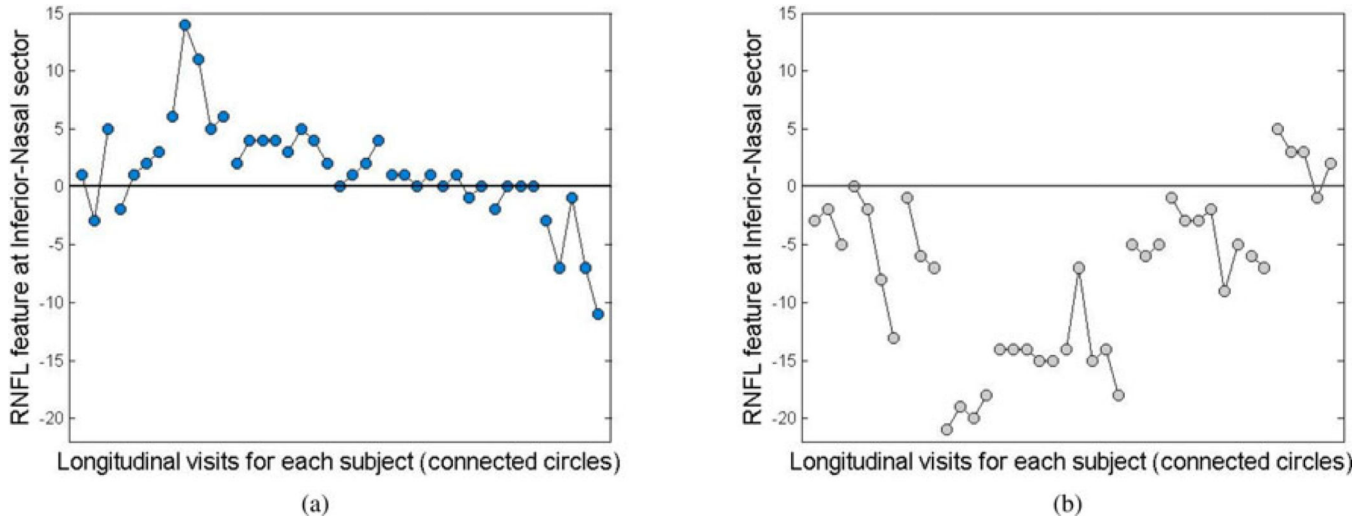 RNFL feature at Inferior-Nasal sector
15
10
5
0
-5
-10
-15
-20
Longitudinal visits for each subject (connected circles)
(a)
RNFL feature at Inferior-Nasal sector
15
10
5
0
-5
-10
-15
-20
Longitudinal visits for each subject (connected circles)
(b)